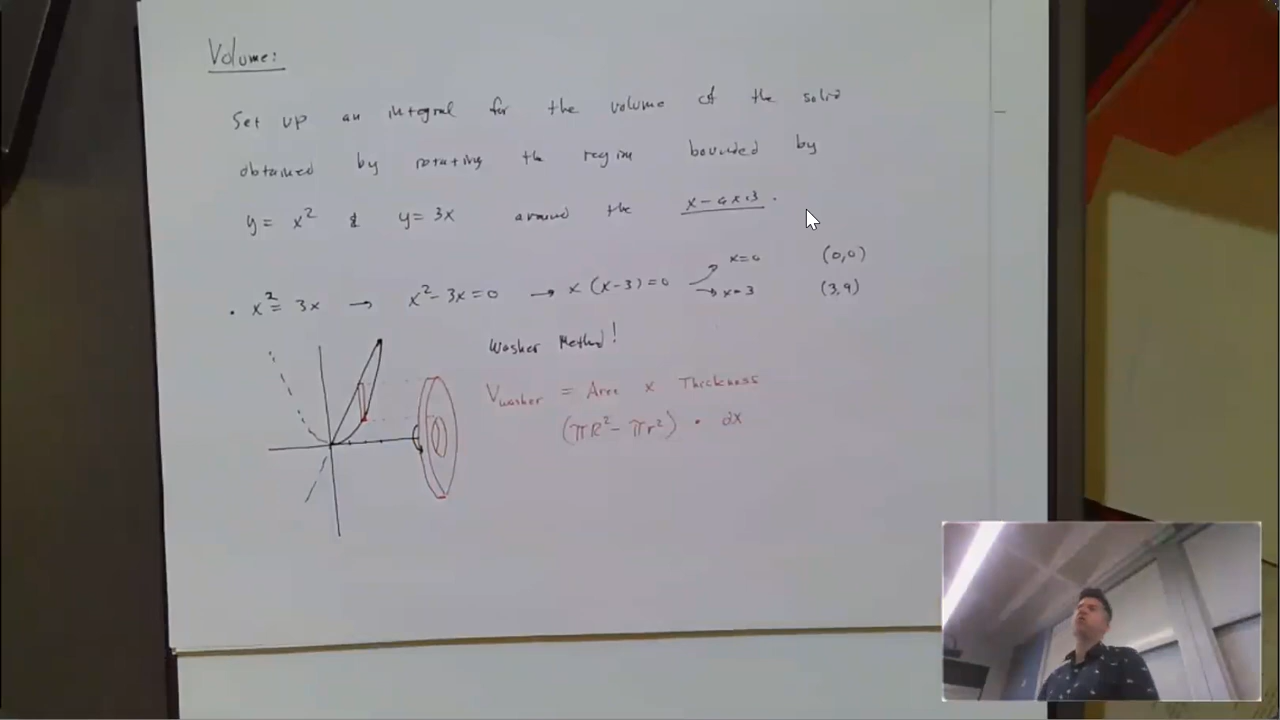 Volume:
Set up an integral for the volume of the solid
obtained by rotating the region bounded by
y = x² & y = 3x around the x-axis.
• x² = 3x → x² - 3x = 0 → x (x-3) = 0 x=0 (0,0)
x=3 (3,9)
Washer Method!
Vwasher = Area x Thickness
(πR² - πr²) • dx